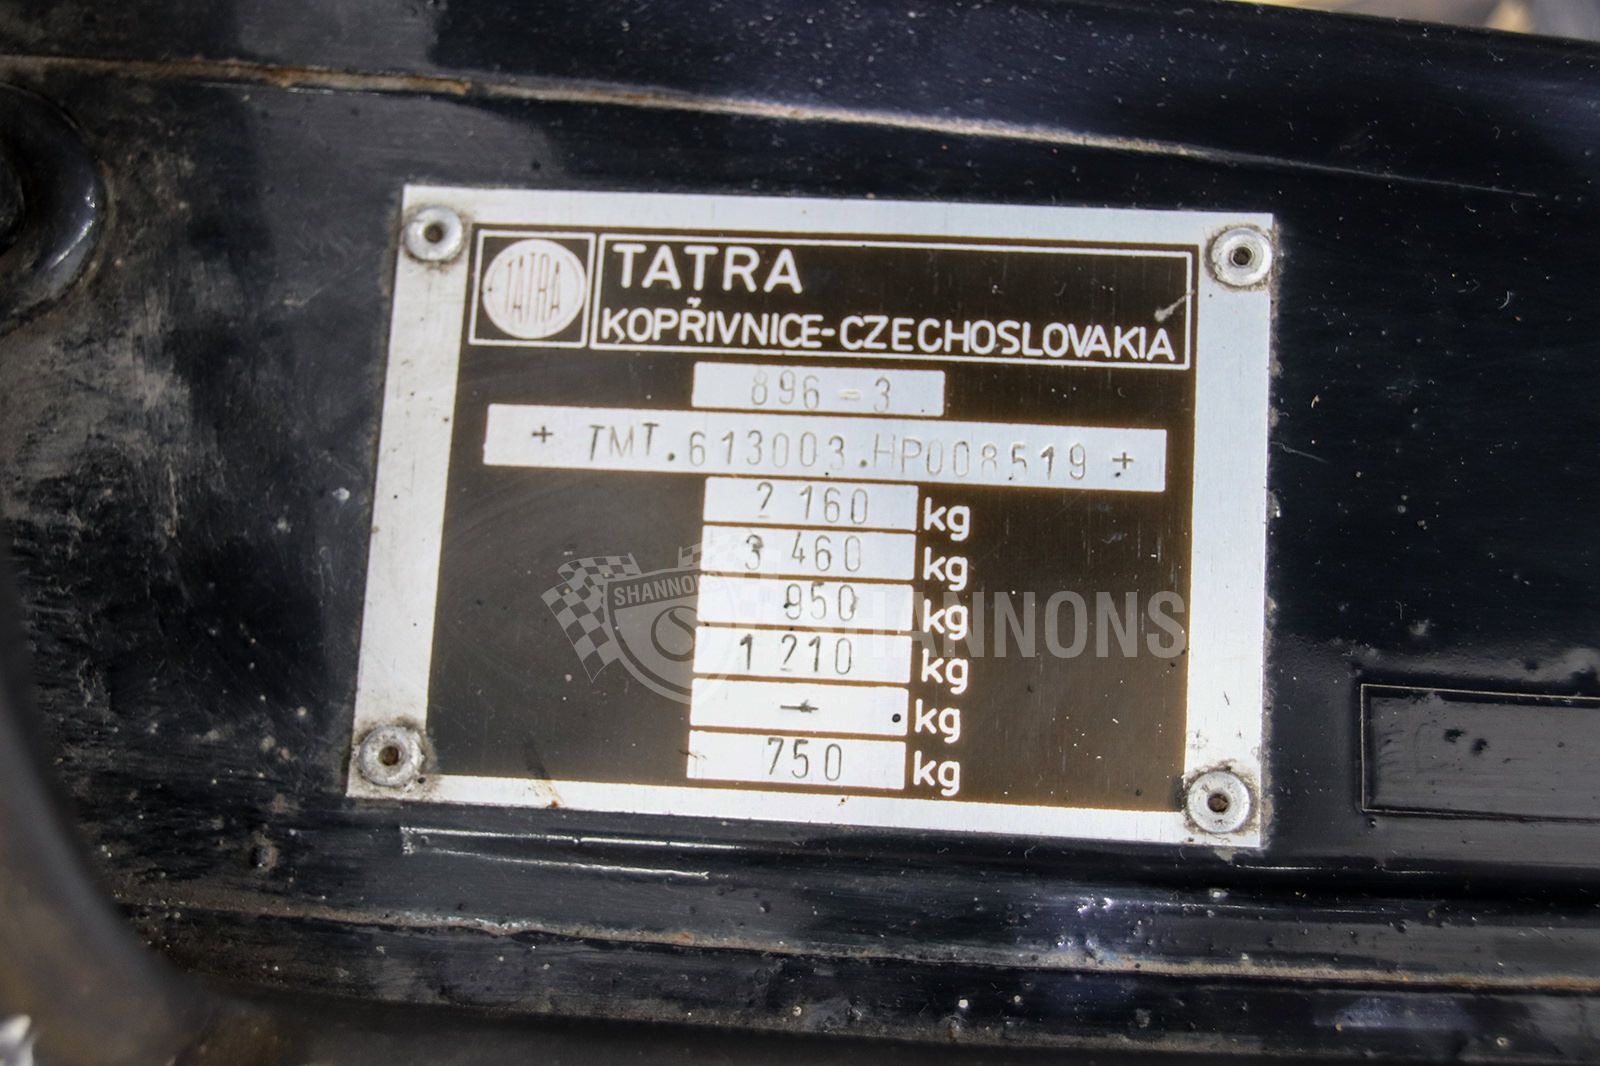 TATRA
TATRA
KOPŘIVNICE-CZECHOSLOVAKIA
896-3
+ TMT.613003.HP008519 +
2 160 kg
3 460 kg
950 kg
1 210 kg
- kg
750 kg
SHANNONS
SHANNONS